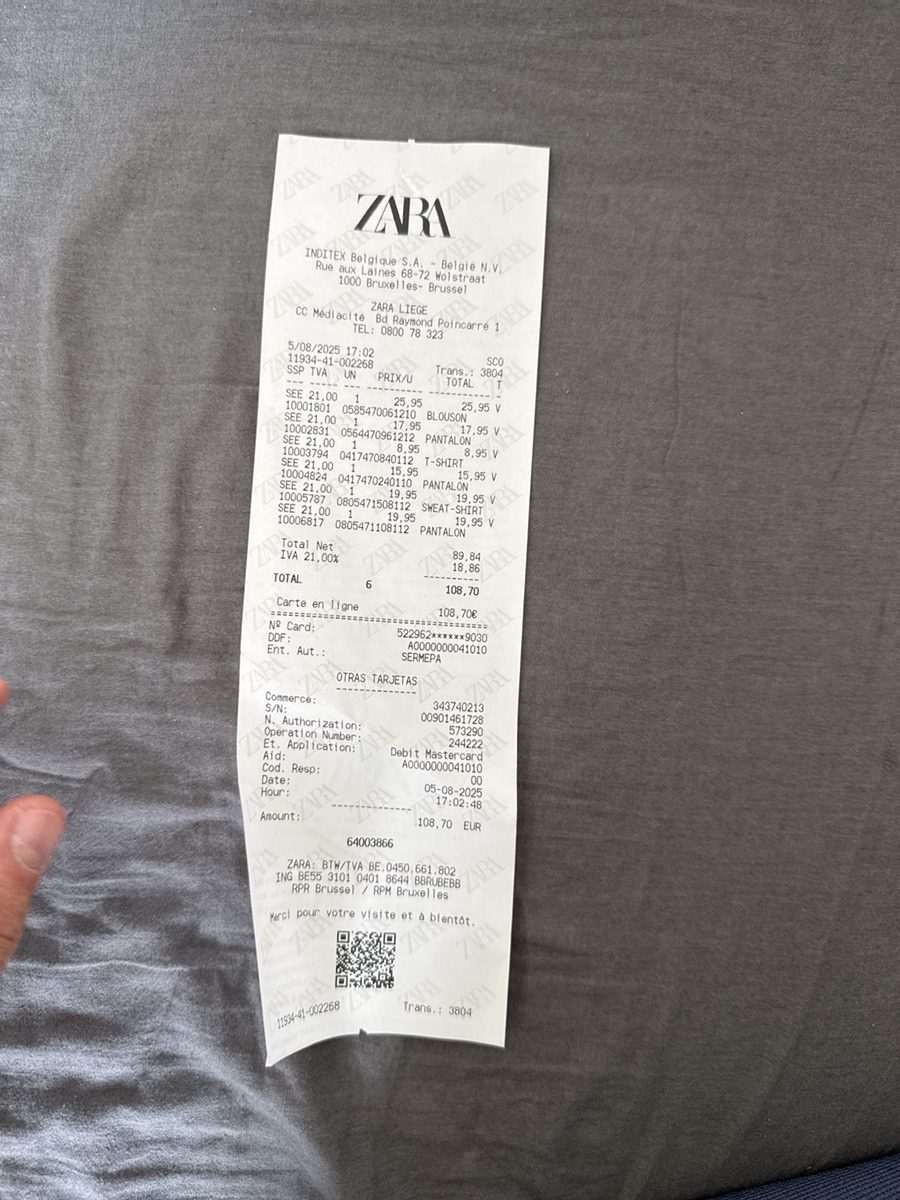 ZARA
INDITEX Belgique S.A. - België N.V.
Rue aux Laines 68-72 Wolstraat
1000 Bruxelles- Brussel
ZARA LIEGE
CC Médiacité Bd Raymond Poincarré 1
TEL: 0800 78 323
5/08/2025 17:02 SCO
11934-41-002268 Trans.: 3804
SSP TVA UN PRIX/U TOTAL T
--- ---- --- -------- ----------- -
SEE 21,00 1 25,95 25,95 V
10001801 0585470061210 BLOUSON
SEE 21,00 1 17,95 17,95 V
10002831 0564470961212 PANTALON
SEE 21,00 1 8,95 8,95 V
10003794 0417470840112 T-SHIRT
SEE 21,00 1 15,95 15,95 V
10004824 0417470240110 PANTALON
SEE 21,00 1 19,95 19,95 V
10005787 0805471508112 SWEAT-SHIRT
SEE 21,00 1 19,95 19,95 V
10006817 0805471108112 PANTALON
Total Net 89,84
IVA 21.00% 18,86
----------
TOTAL 6 108,70
Carte en ligne 108,70€
========================================
Nº Card: 522962******9030
DDF: A0000000041010
Ent. Aut.: SERMEPA
OTRAS TARJETAS
--------------
Commerce: 343740213
S/N: 00901461728
N. Authorization: 573290
Operation Number: 244222
Et. Application: Debit Mastercard
Aid: A0000000041010
Cod. Resp: 00
Date: 05-08-2025
Hour: 17:02:48
--------------
Amount: 108,70 EUR
64003866
ZARA: BTW/TVA BE.0450.661.802
ING BE55 3101 0401 8644 BBRUBEBB
RPR Brussel / RPM Bruxelles
Merci pour votre visite et à bientôt.
11934-41-002268 Trans.: 3804